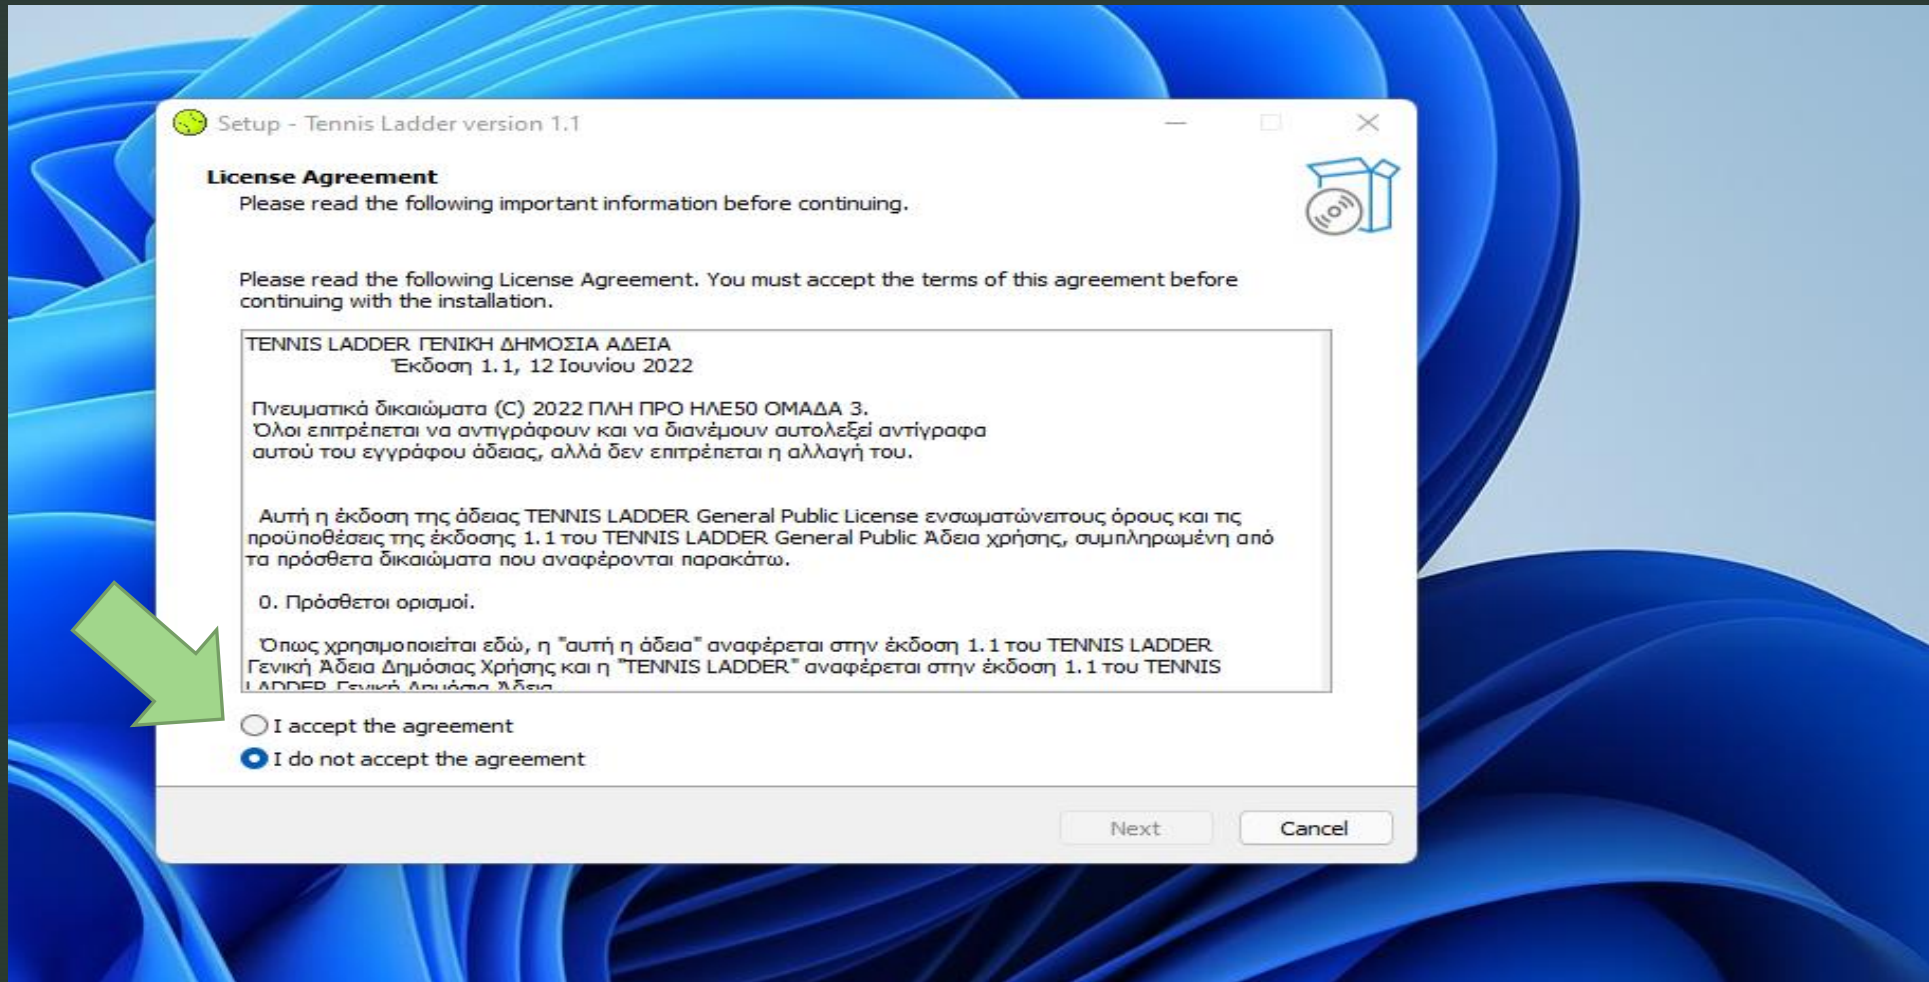 Setup - Tennis Ladder version 1.1
License Agreement
Please read the following important information before continuing.
Please read the following License Agreement. You must accept the terms of this agreement before
continuing with the installation.
TENNIS LADDER ΓΕΝΙΚΗ ΔΗΜΟΣΙΑ ΑΔΕΙΑ
Έκδοση 1.1, 12 Ιουνίου 2022
Πνευματικά δικαιώματα (C) 2022 ΠΛΗ ΠΡΟ ΗΛΕ50 ΟΜΑΔΑ 3.
Όλοι επιτρέπεται να αντιγράφουν και να διανέμουν αυτολεξεί αντίγραφα
αυτού του εγγράφου άδειας, αλλά δεν επιτρέπεται η αλλαγή του.
Αυτή η έκδοση της άδειας TENNIS LADDER General Public License ενσωματώνειτους όρους και τις
προϋποθέσεις της έκδοσης 1.1 του TENNIS LADDER General Public Άδεια χρήσης, συμπληρωμένη από
τα πρόσθετα δικαιώματα που αναφέρονται παρακάτω.
0. Πρόσθετοι ορισμοί.
Όπως χρησιμοποιείται εδώ, η "αυτή η άδεια" αναφέρεται στην έκδοση 1.1 του TENNIS LADDER
Γενική Άδεια Δημόσιας Χρήσης και η "TENNIS LADDER" αναφέρεται στην έκδοση 1.1 του TENNIS
LADDER Γενική Δημόσια Άδεια
I accept the agreement
I do not accept the agreement
Next
Cancel